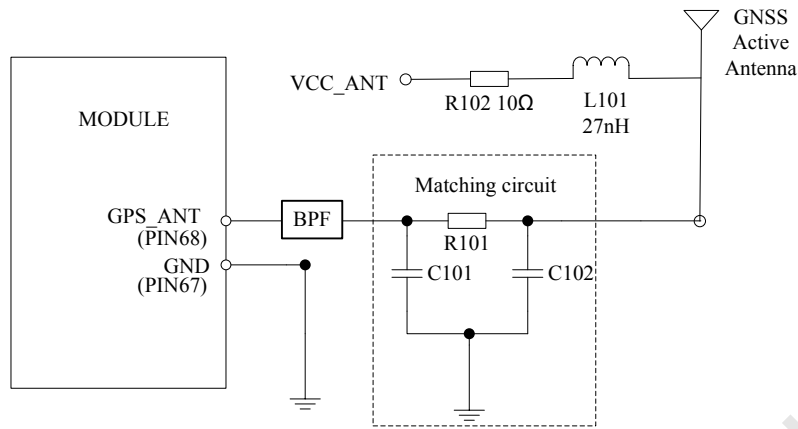 GNSS
Active
Antenna
VCC_ANT
R102 10Ω
L101
27nH
MODULE
Matching circuit
GPS_ANT
(PIN68)
BPF
R101
GND
(PIN67)
C101
C102